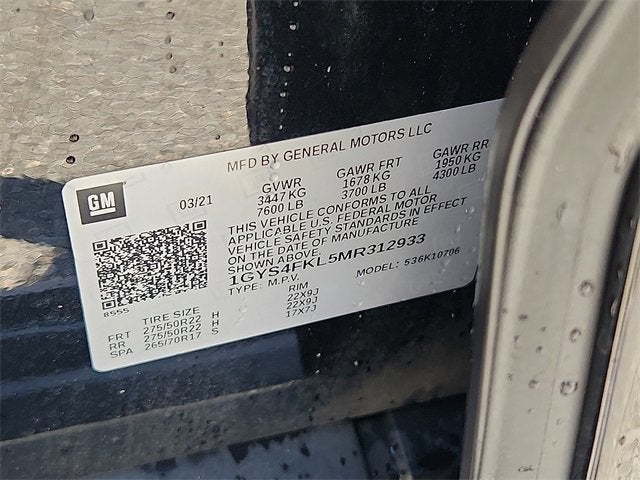 MFD BY GENERAL MOTORS LLC
GM
03/21
GVWR
3447 KG
7600 LB
GAWR FRT
1678 KG
3700 LB
GAWR RR
1950 KG
4300 LB
THIS VEHICLE CONFORMS TO ALL
APPLICABLE U.S. FEDERAL MOTOR
VEHICLE SAFETY STANDARDS IN EFFECT
ON THE DATE OF MANUFACTURE
SHOWN ABOVE.
1GYS4FKL5MR312933
TYPE: M.P.V.
MODEL: 536K10706
8555
TIRE SIZE RIM
FRT 275/50R22 H 22X9J
RR 275/50R22 H 22X9J
SPA 265/70R17 S 17X7J